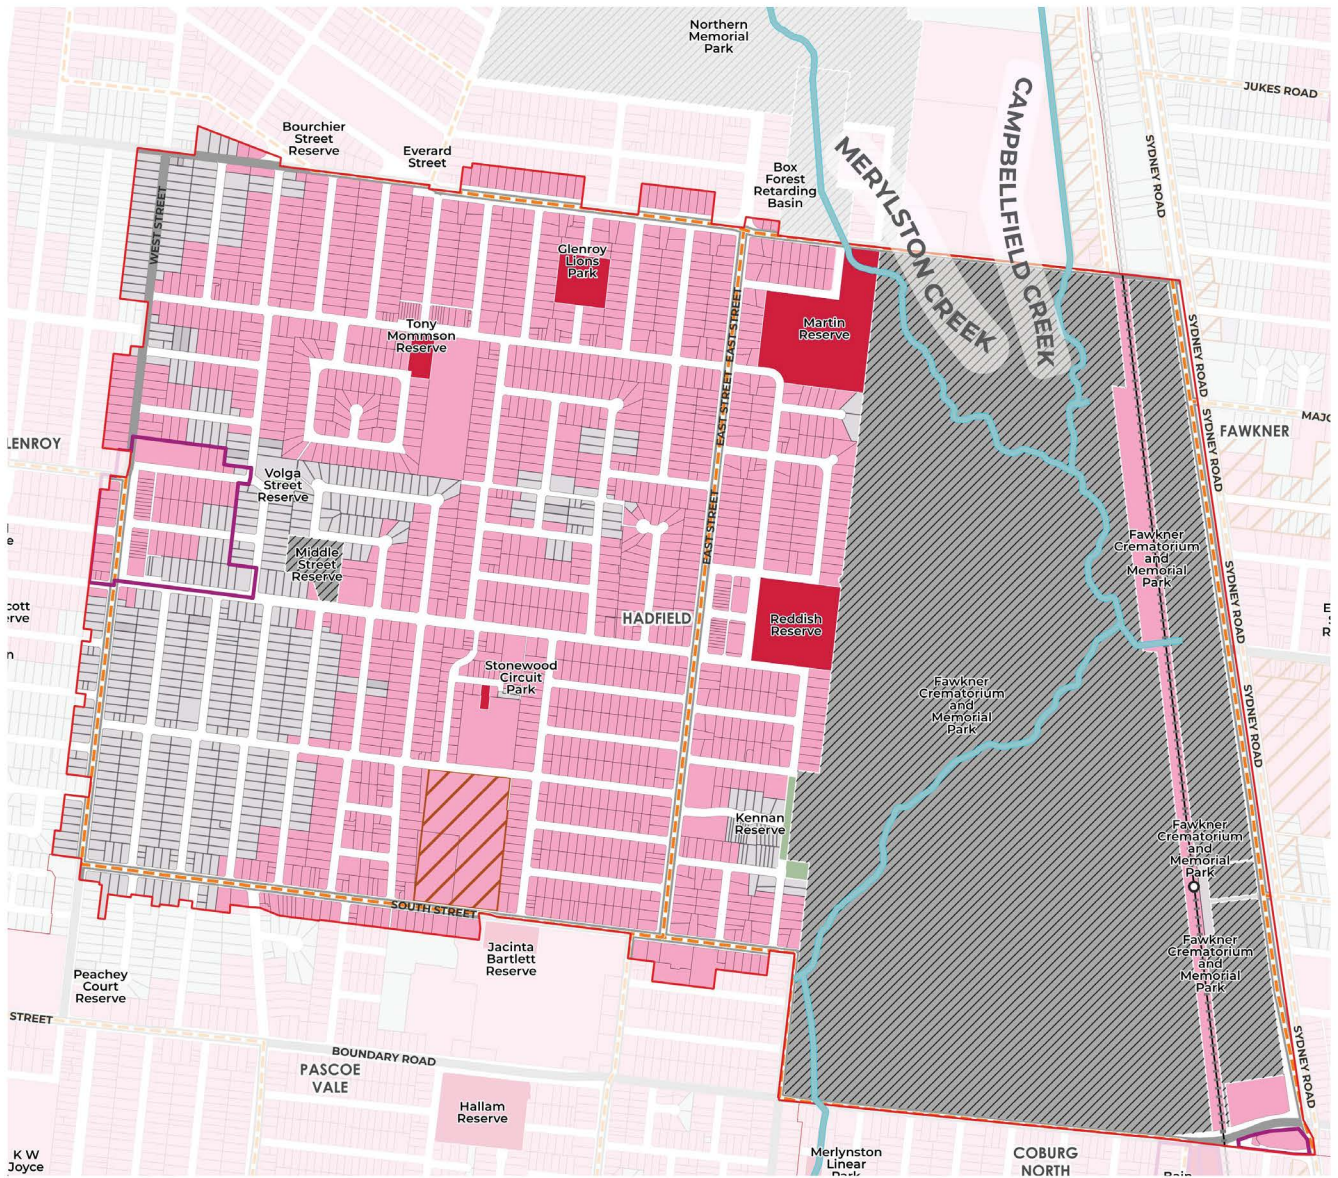 Northern
Memorial
Park
JUKES ROAD
Bourchier
Street
Reserve
Everard
Street
Box
Forest
Retarding
Basin
MERYLSTON CREEK
CAMPBELLFIELD CREEK
SYDNEY ROAD
WEST STREET
Glenroy
Lions
Park
Tony
Mommson
Reserve
Martin
Reserve
EAST STREET
EAST STREET
EAST STREET
SYDNEY ROAD
SYDNEY ROAD
MAJO
FAWKNER
LENROY
Volga
Street
Reserve
Middle
Street
Reserve
Fawkner
Crematorium
and
Memorial
Park
SYDNEY ROAD
HADFIELD
Reddish
Reserve
cott
erve
Stonewood
Circuit
Park
Fawkner
Crematorium
and
Memorial
Park
SYDNEY ROAD
Kennan
Reserve
Fawkner
Crematorium
and
Memorial
Park
SOUTH STREET
Jacinta
Bartlett
Reserve
Fawkner
Crematorium
and
Memorial
Park
Peachey
Court
Reserve
STREET
BOUNDARY ROAD
SYDNEY ROAD
PASCOE
VALE
Hallam
Reserve
K W
Joyce
Merlynston
Linear
Park
COBURG
NORTH